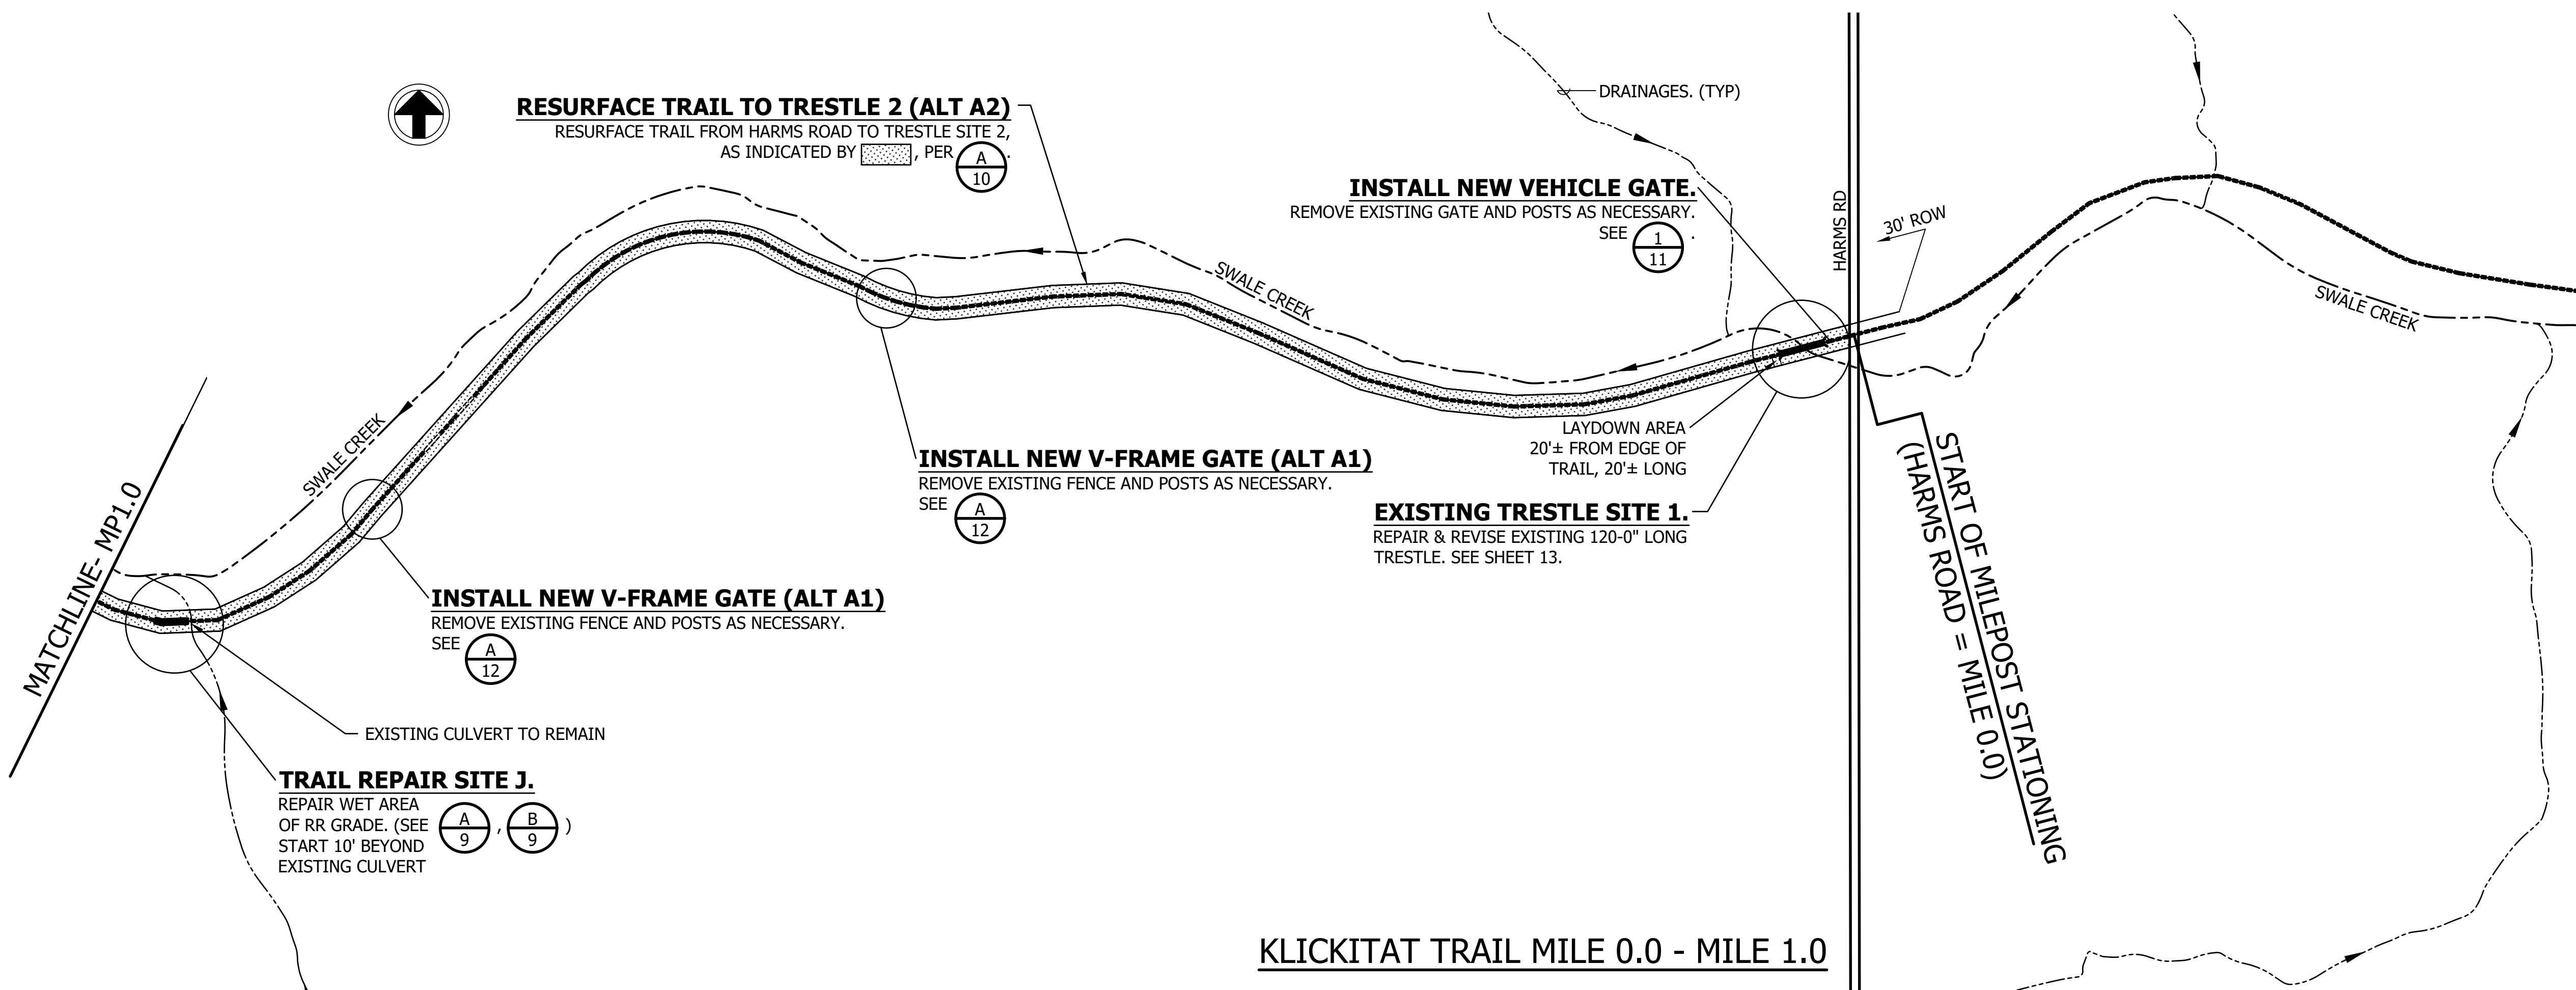 RESURFACE TRAIL TO TRESTLE 2 (ALT A2)
RESURFACE TRAIL FROM HARMS ROAD TO TRESTLE SITE 2,
AS INDICATED BY , PER A 10 .
DRAINAGES. (TYP)
INSTALL NEW VEHICLE GATE.
REMOVE EXISTING GATE AND POSTS AS NECESSARY.
SEE 1 11 .
HARMS RD
30' ROW
SWALE CREEK
SWALE CREEK
SWALE CREEK
LAYDOWN AREA
20'± FROM EDGE OF
TRAIL, 20'± LONG
EXISTING TRESTLE SITE 1.
REPAIR & REVISE EXISTING 120-0" LONG
TRESTLE. SEE SHEET 13.
START OF MILEPOST STATIONING
(HARMS ROAD = MILE 0.0)
INSTALL NEW V-FRAME GATE (ALT A1)
REMOVE EXISTING FENCE AND POSTS AS NECESSARY.
SEE A 12
INSTALL NEW V-FRAME GATE (ALT A1)
REMOVE EXISTING FENCE AND POSTS AS NECESSARY.
SEE A 12
MATCHLINE- MP1.0
EXISTING CULVERT TO REMAIN
TRAIL REPAIR SITE J.
REPAIR WET AREA
OF RR GRADE. (SEE A 9 , B 9 )
START 10' BEYOND
EXISTING CULVERT
KLICKITAT TRAIL MILE 0.0 - MILE 1.0